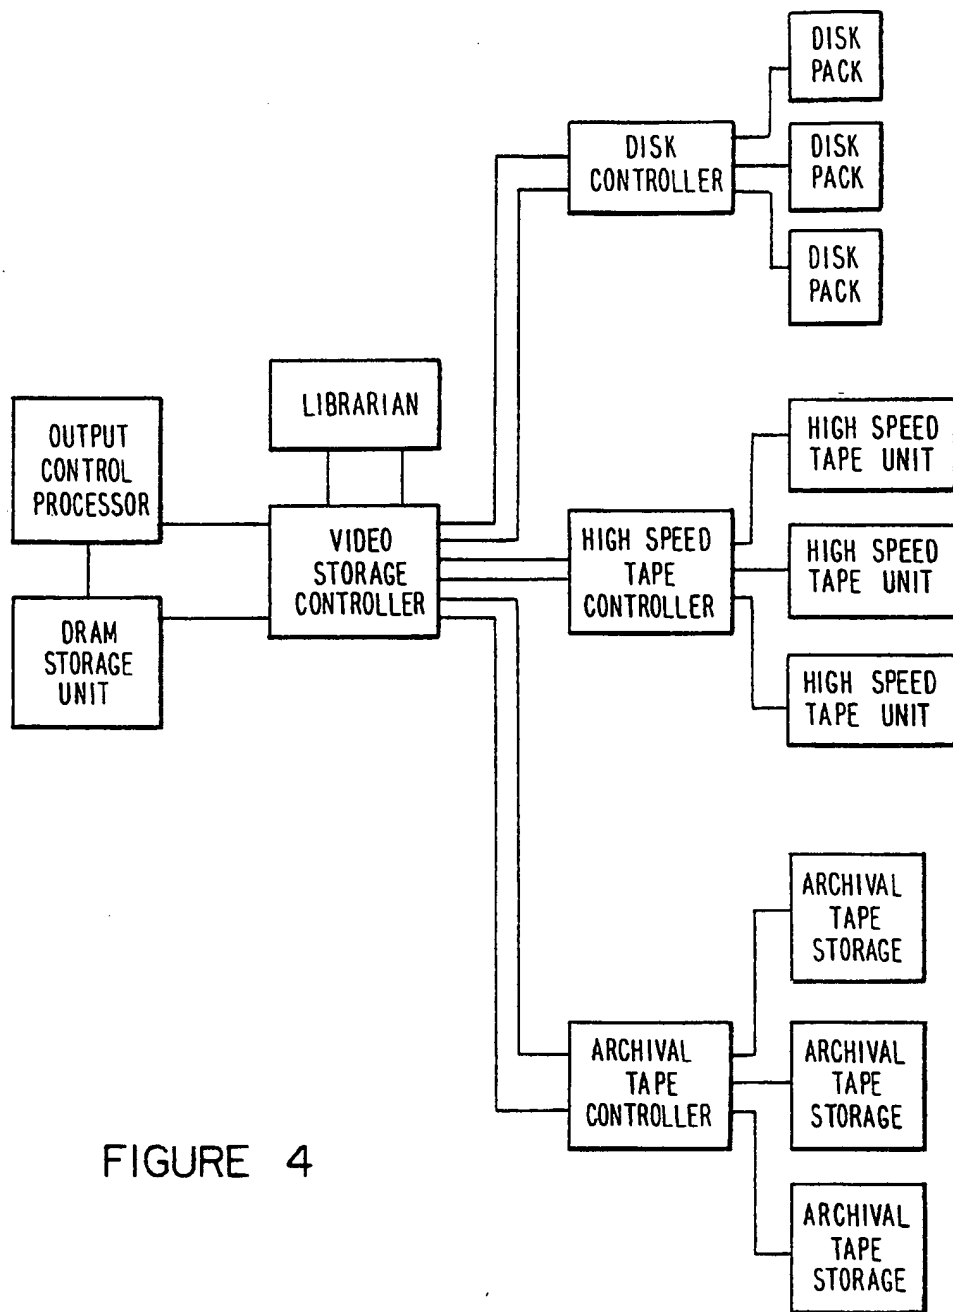 DISK
PACK
DISK
CONTROLLER
DISK
PACK
DISK
PACK
LIBRARIAN
OUTPUT
CONTROL
PROCESSOR
VIDEO
STORAGE
CONTROLLER
DRAM
STORAGE
UNIT
HIGH SPEED
TAPE
CONTROLLER
HIGH SPEED
TAPE UNIT
HIGH SPEED
TAPE UNIT
HIGH SPEED
TAPE UNIT
ARCHIVAL
TAPE
STORAGE
ARCHIVAL
TAPE
CONTROLLER
ARCHIVAL
TAPE
STORAGE
ARCHIVAL
TAPE
STORAGE
FIGURE 4